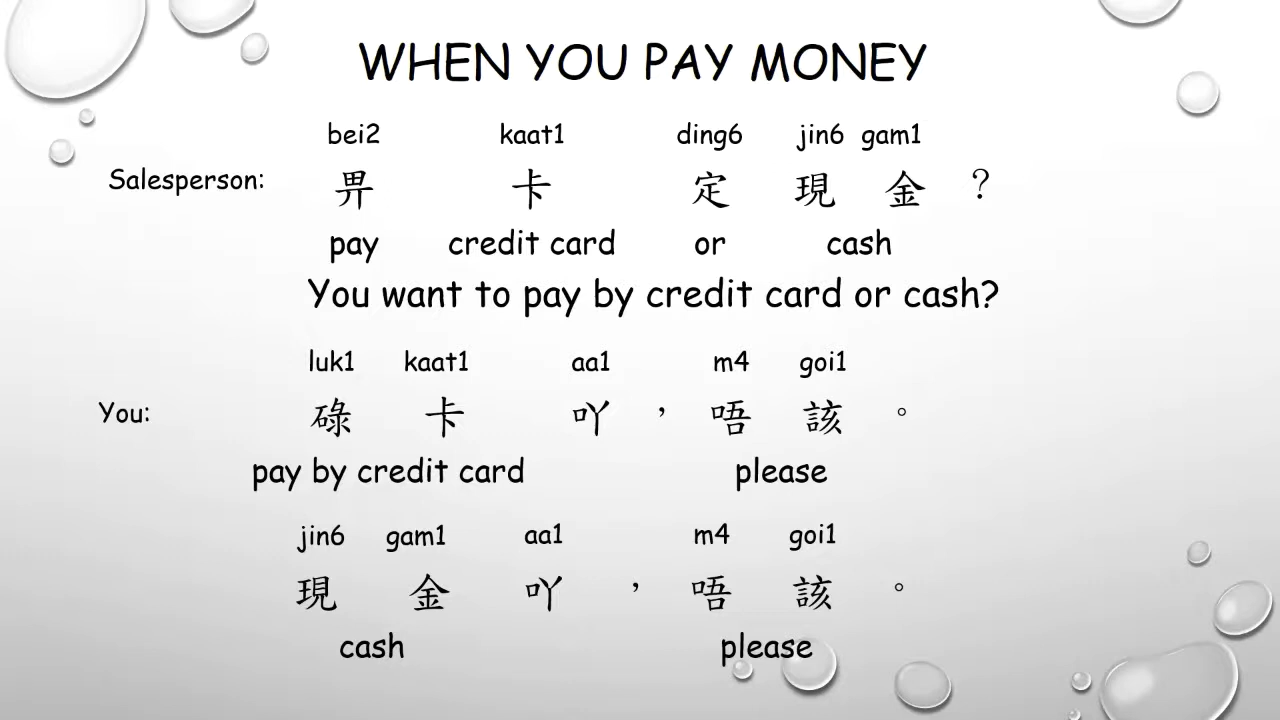 WHEN YOU PAY MONEY
bei2 kaat1 ding6 jin6 gam1
Salesperson: 畀 卡 定 現 金 ？
pay credit card or cash
You want to pay by credit card or cash?
luk1 kaat1 aa1 m4 goi1
You: 碌 卡 吖 ， 唔 該 。
pay by credit card please
jin6 gam1 aa1 m4 goi1
現 金 吖 ， 唔 該 。
cash please